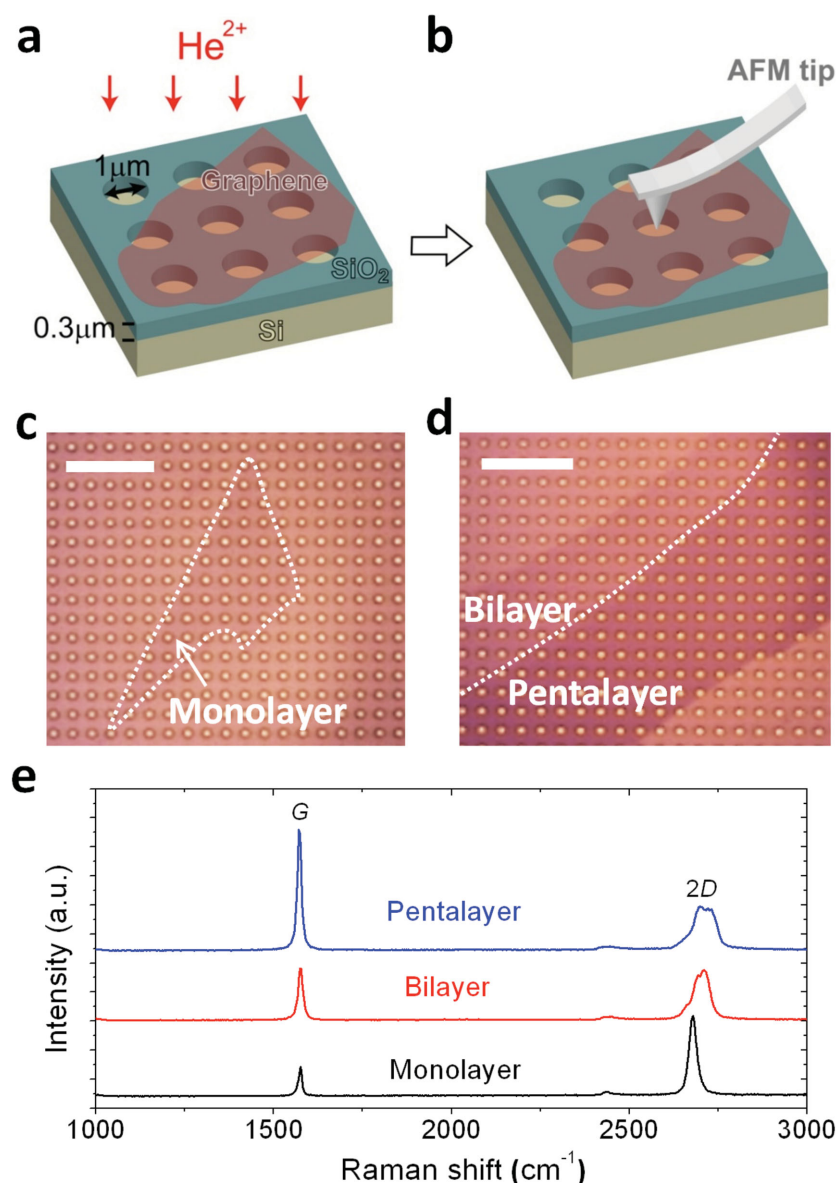 a
He²⁺
1μm
Graphene
SiO₂
0.3μm
Si
b
AFM tip
c
Monolayer
d
Bilayer
Pentalayer
e
G
2D
Pentalayer
Bilayer
Monolayer
Intensity (a.u.)
1000 1500 2000 2500 3000
Raman shift (cm⁻¹)